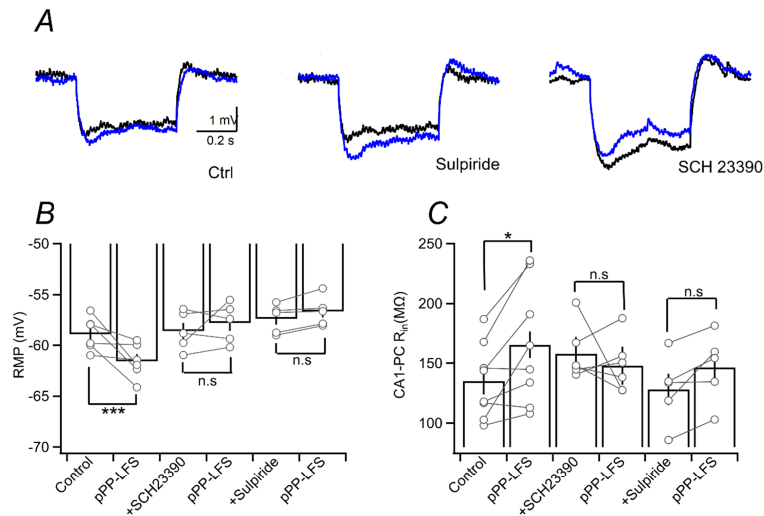 A
1 mV
0.2 s
Ctrl
Sulpiride
SCH 23390
B
-50
-55
-60
-65
-70
RMP (mV)
***
n.s
n.s
Control
pPP-LFS
+SCH23390
pPP-LFS
+Sulpiride
pPP-LFS
C
250
200
150
100
CA1-PC Rin(MΩ)
*
n.s
n.s
Control
pPP-LFS
+SCH23390
pPP-LFS
+Sulpiride
pPP-LFS